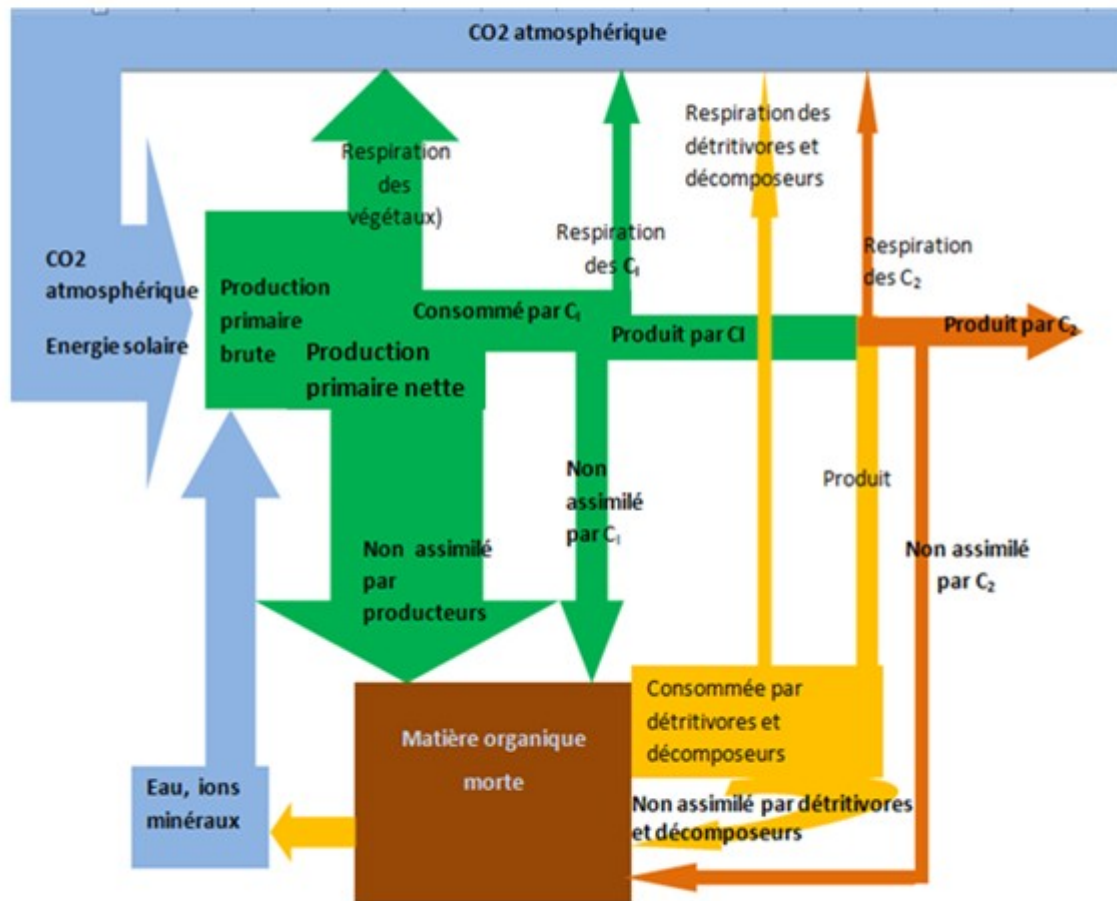 CO2 atmosphérique
Respiration
des
végétaux)
Respiration des
détritivores et
décomposeurs
Respiration
des C₁
Respiration
des C₂
CO2
atmosphérique
Energie solaire
Production
primaire
brute
Consommé par C₁
Produit par CI
Produit par C₂
Production
primaire nette
Non
assimilé
par C₁
Produit
Non assimilé
par
producteurs
Non assimilé
par C₂
Consommée par
détritivores et
décomposeurs
Matière organique
morte
Eau, ions
minéraux
Non assimilé par détritivores
et décomposeurs